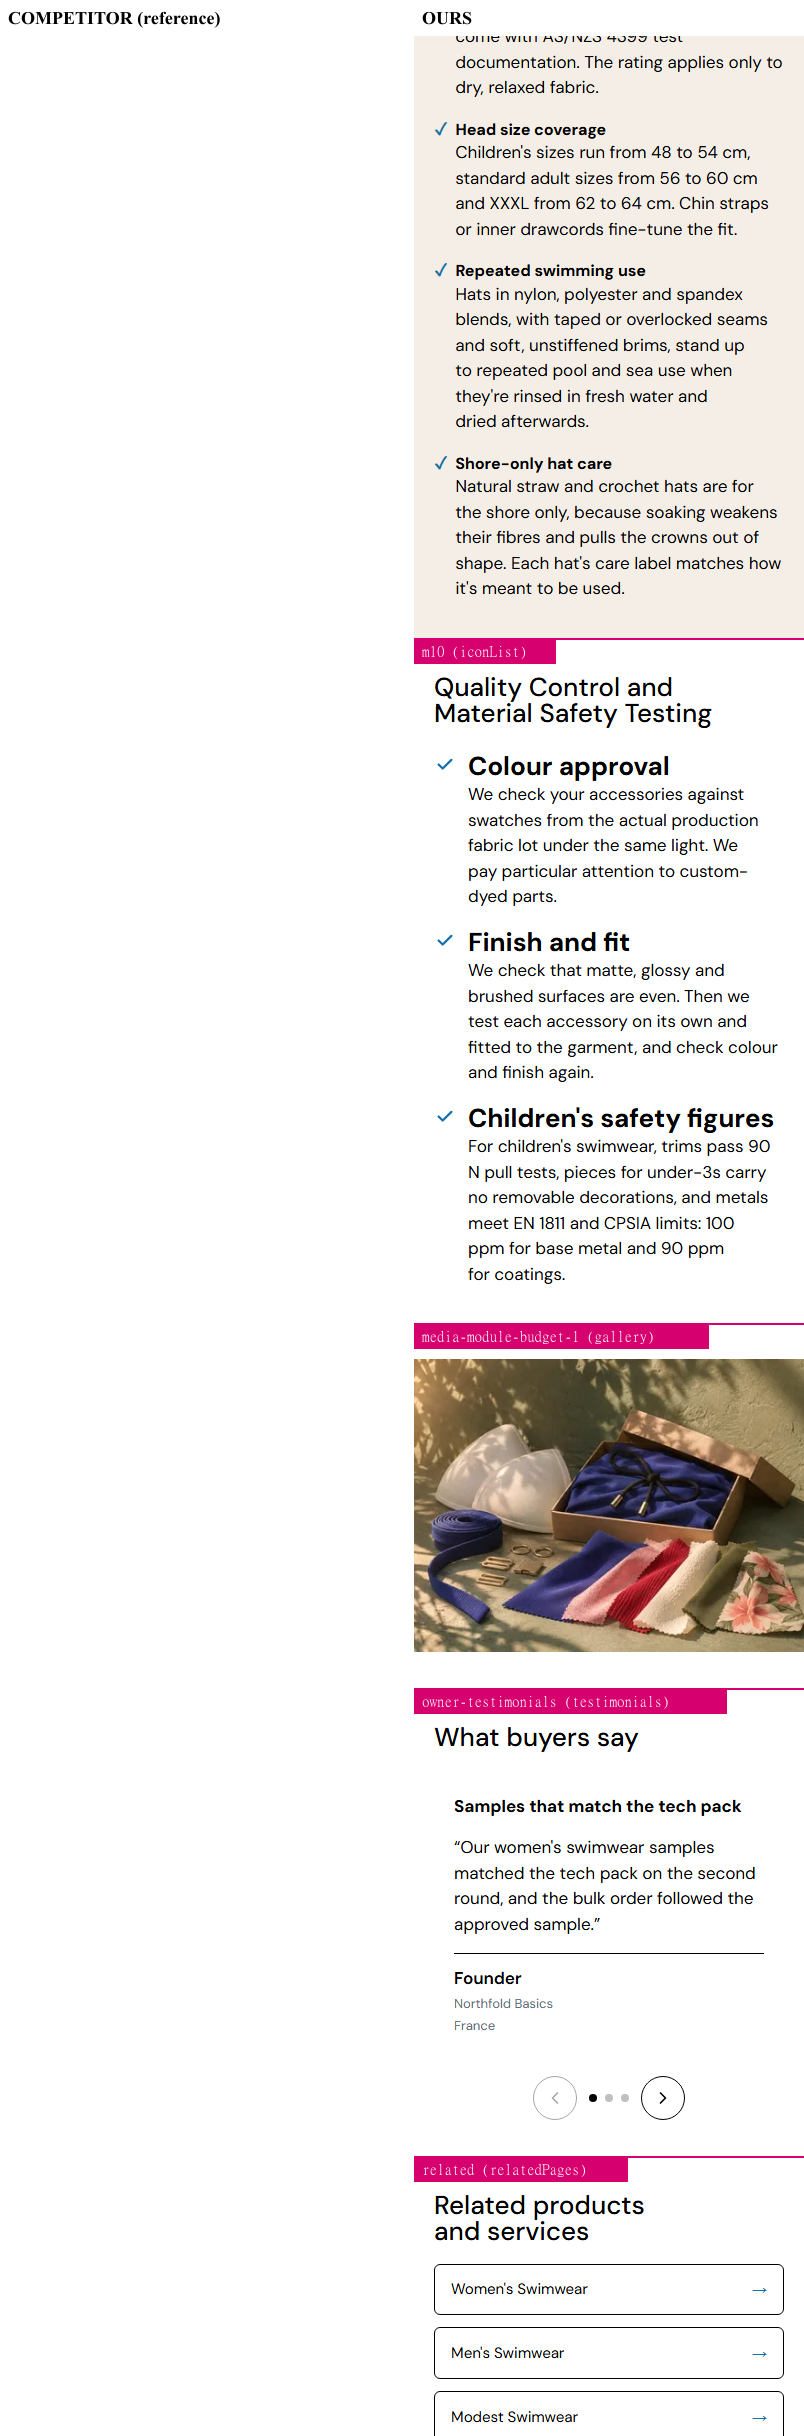 COMPETITOR (reference)
OURS
come with AS/NZS 4399 test
documentation. The rating applies only to
dry, relaxed fabric.
✓ Head size coverage
Children's sizes run from 48 to 54 cm,
standard adult sizes from 56 to 60 cm
and XXXL from 62 to 64 cm. Chin straps
or inner drawcords fine-tune the fit.
✓ Repeated swimming use
Hats in nylon, polyester and spandex
blends, with taped or overlocked seams
and soft, unstiffened brims, stand up
to repeated pool and sea use when
they're rinsed in fresh water and
dried afterwards.
✓ Shore-only hat care
Natural straw and crochet hats are for
the shore only, because soaking weakens
their fibres and pulls the crowns out of
shape. Each hat's care label matches how
it's meant to be used.
m10 (iconList)
Quality Control and
Material Safety Testing
✓ Colour approval
We check your accessories against
swatches from the actual production
fabric lot under the same light. We
pay particular attention to custom-
dyed parts.
✓ Finish and fit
We check that matte, glossy and
brushed surfaces are even. Then we
test each accessory on its own and
fitted to the garment, and check colour
and finish again.
✓ Children's safety figures
For children's swimwear, trims pass 90
N pull tests, pieces for under-3s carry
no removable decorations, and metals
meet EN 1811 and CPSIA limits: 100
ppm for base metal and 90 ppm
for coatings.
media-module-budget-1 (gallery)
owner-testimonials (testimonials)
What buyers say
Samples that match the tech pack
“Our women's swimwear samples
matched the tech pack on the second
round, and the bulk order followed the
approved sample.”
Founder
Northfold Basics
France
related (relatedPages)
Related products
and services
Women's Swimwear →
Men's Swimwear →
Modest Swimwear →